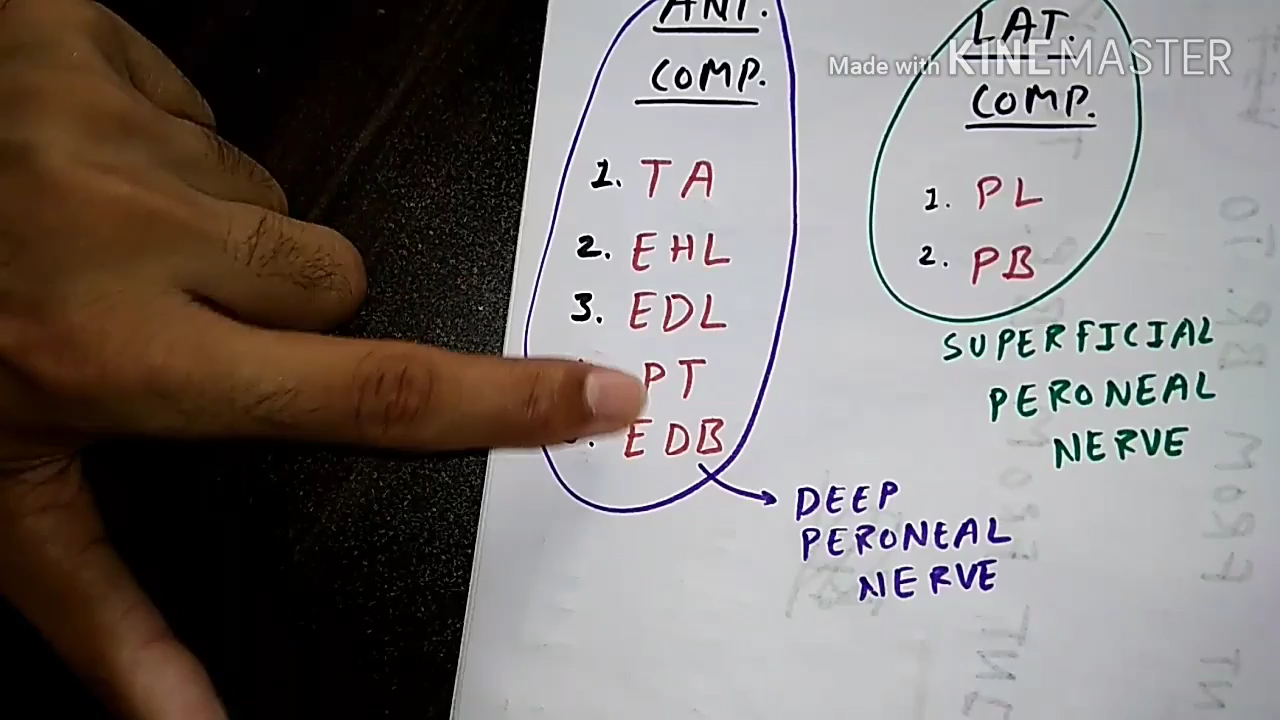 ANT.
COMP.
1. TA
2. EHL
3. EDL
PT
EDB
DEEP
PERONEAL
NERVE
LAT.
COMP.
1. PL
2. PB
SUPERFICIAL
PERONEAL
NERVE
Made with KINEMASTER